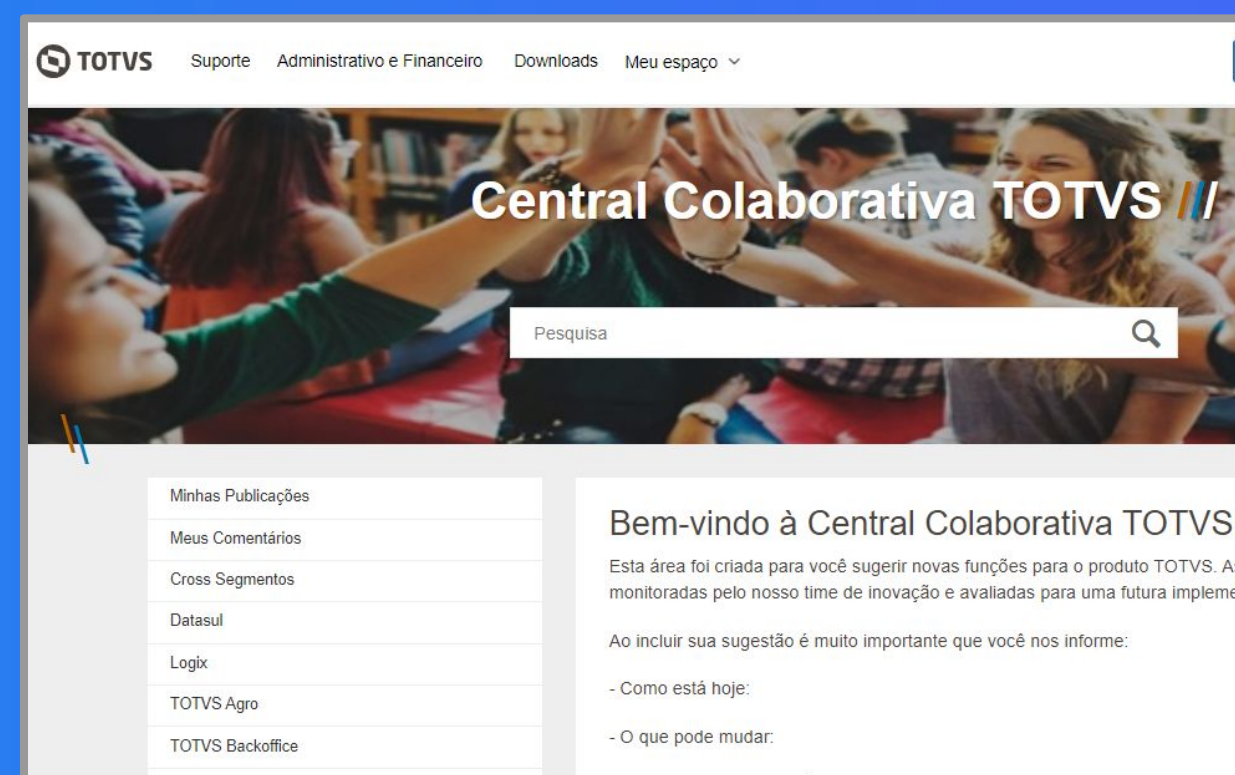 TOTVS
Suporte Administrativo e Financeiro Downloads Meu espaço
Central Colaborativa TOTVS ///
Pesquisa
Minhas Publicações
Meus Comentários
Cross Segmentos
Datasul
Logix
TOTVS Agro
TOTVS Backoffice
Bem-vindo à Central Colaborativa TOTVS
Esta área foi criada para você sugerir novas funções para o produto TOTVS.
monitoradas pelo nosso time de inovação e avaliadas para uma futura
Ao incluir sua sugestão é muito importante que você nos informe:
- Como está hoje:
- O que pode mudar: